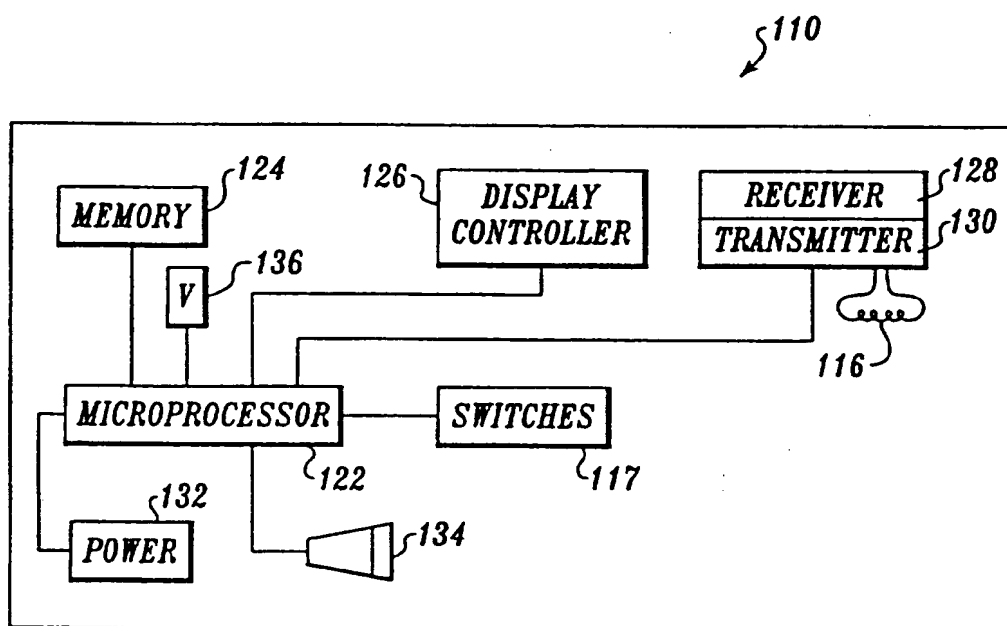 110
124
MEMORY
126
DISPLAY
CONTROLLER
RECEIVER
128
TRANSMITTER
130
136
V
116
MICROPROCESSOR
122
SWITCHES
117
132
POWER
134